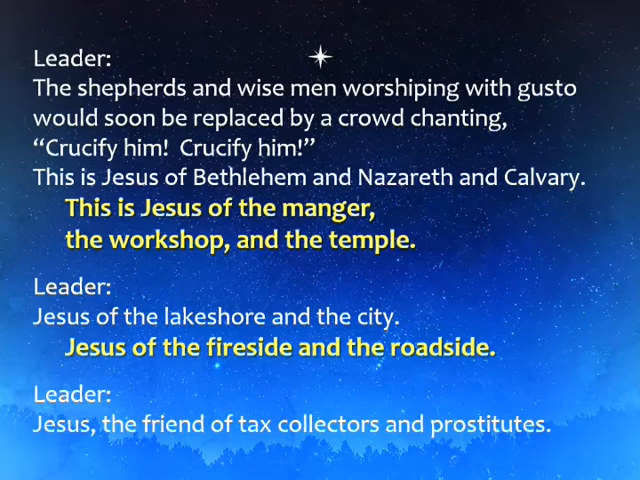 Leader:
The shepherds and wise men worshiping with gusto
would soon be replaced by a crowd chanting,
“Crucify him!  Crucify him!”
This is Jesus of Bethlehem and Nazareth and Calvary.
This is Jesus of the manger,
the workshop, and the temple.
Leader:
Jesus of the lakeshore and the city.
Jesus of the fireside and the roadside.
Leader:
Jesus, the friend of tax collectors and prostitutes.